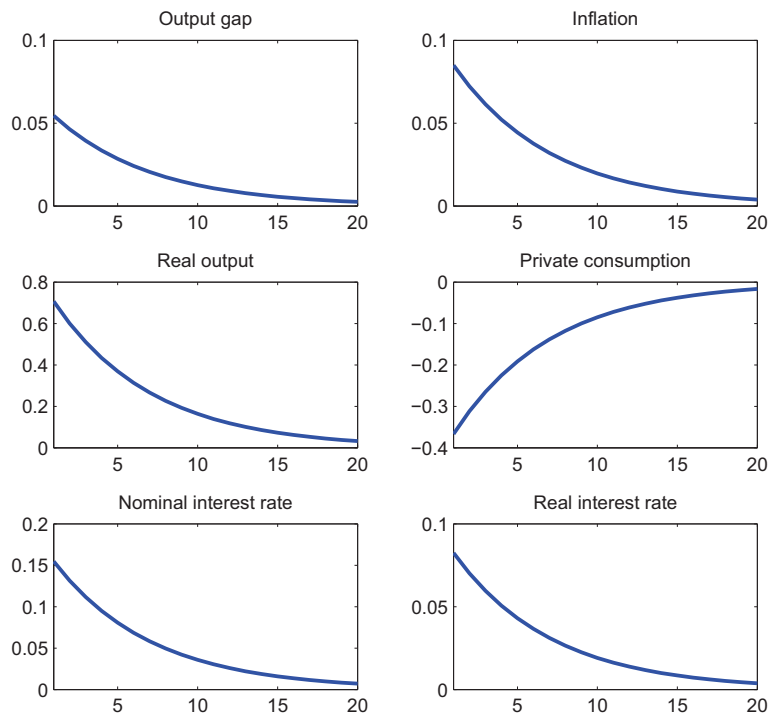 Output gap
0.1
0.05
0
5 10 15 20
Inflation
0.1
0.05
0
5 10 15 20
Real output
0.8
0.6
0.4
0.2
0
5 10 15 20
Private consumption
0
−0.1
−0.2
−0.3
−0.4
5 10 15 20
Nominal interest rate
0.2
0.15
0.1
0.05
0
5 10 15 20
Real interest rate
0.1
0.05
0
5 10 15 20